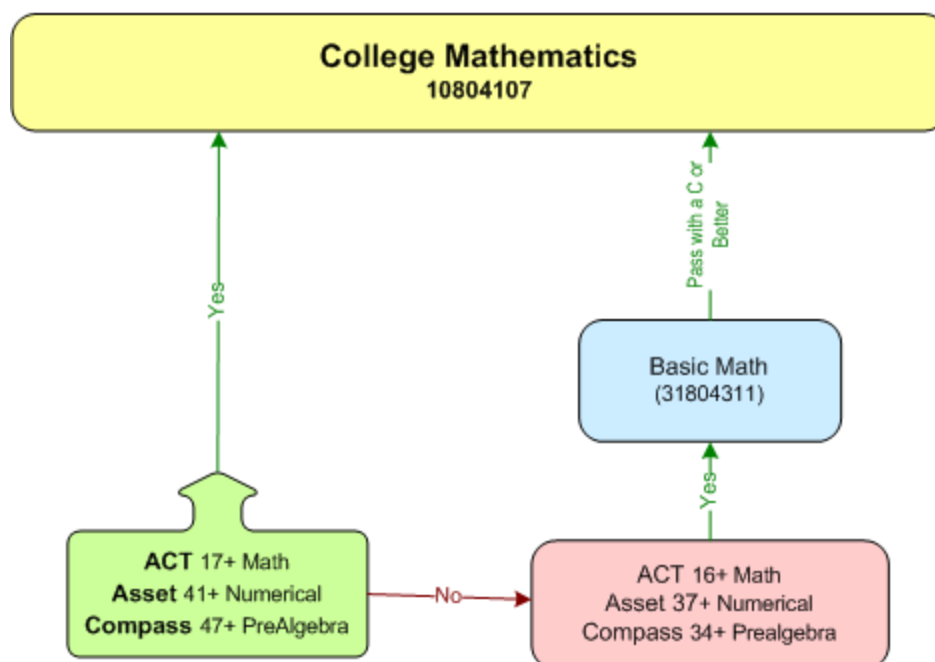 College Mathematics
10804107
Yes
Pass with a C or
Better
Basic Math
(31804311)
Yes
ACT 17+ Math
Asset 41+ Numerical
Compass 47+ PreAlgebra
No
ACT 16+ Math
Asset 37+ Numerical
Compass 34+ Prealgebra